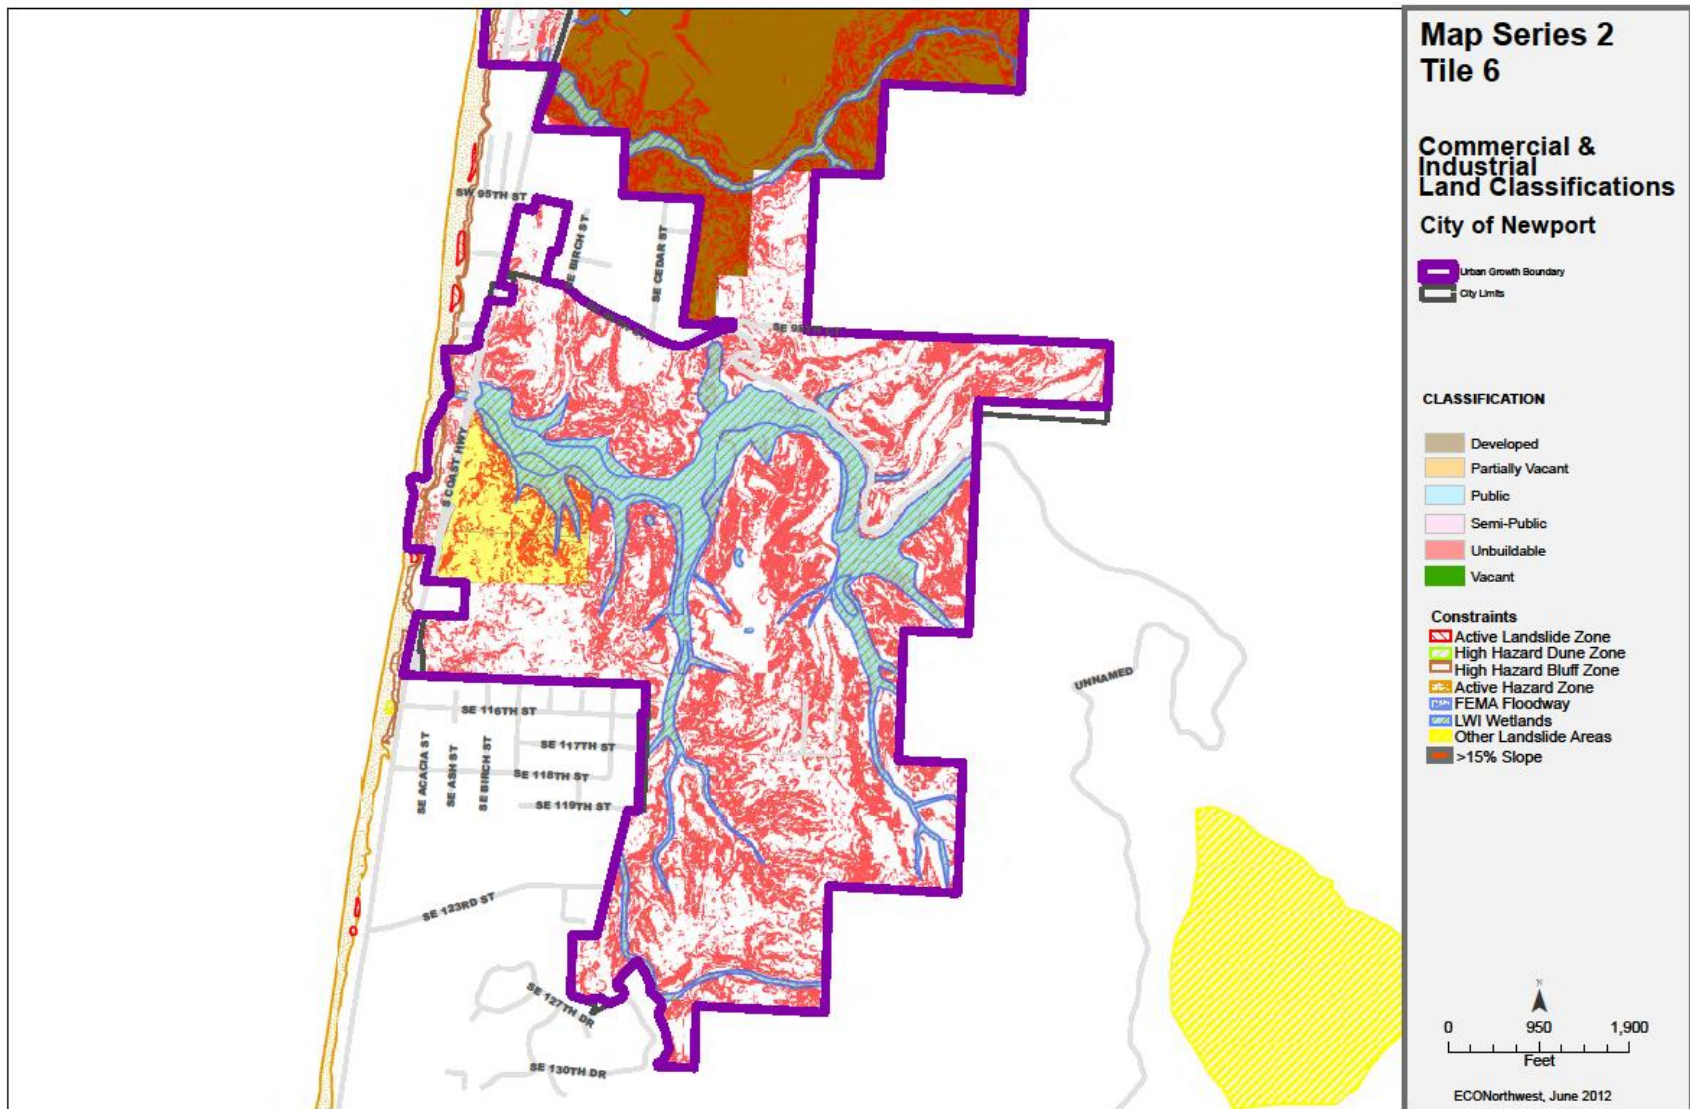 Map Series 2
Tile 6
Commercial &
Industrial
Land Classifications
City of Newport
Urban Growth Boundary
City Limits
CLASSIFICATION
Developed
Partially Vacant
Public
Semi-Public
Unbuildable
Vacant
Constraints
Active Landslide Zone
High Hazard Dune Zone
High Hazard Bluff Zone
Active Hazard Zone
FEMA Floodway
LWI Wetlands
Other Landslide Areas
>15% Slope
N
0 950 1,900
Feet
ECONorthwest, June 2012
SW 95TH ST
SE BIRCH ST
SE CEDAR ST
S COAST HWY
UNNAMED
SE 116TH ST
SE 117TH ST
SE 118TH ST
SE 119TH ST
SE ACACIA ST
SE ASH ST
SE BIRCH ST
SE 123RD ST
SE 127TH DR
SE 130TH DR